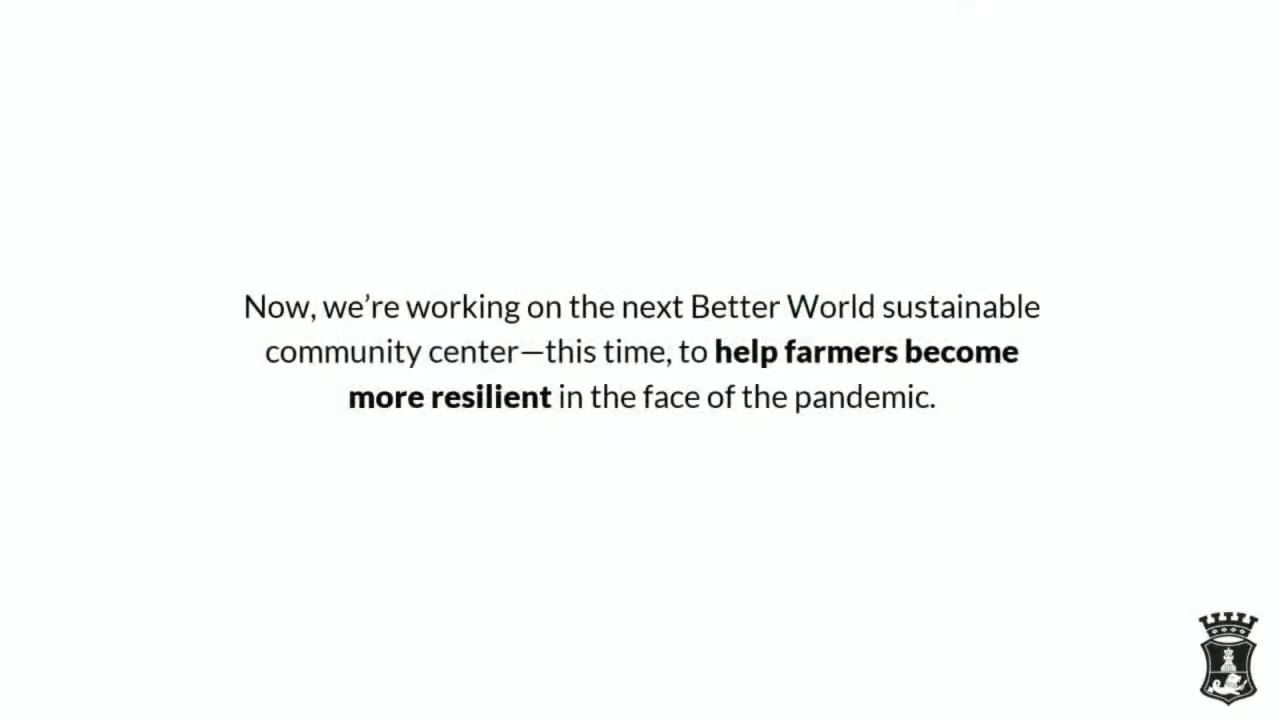 Now, we’re working on the next Better World sustainable
community center—this time, to help farmers become
more resilient in the face of the pandemic.